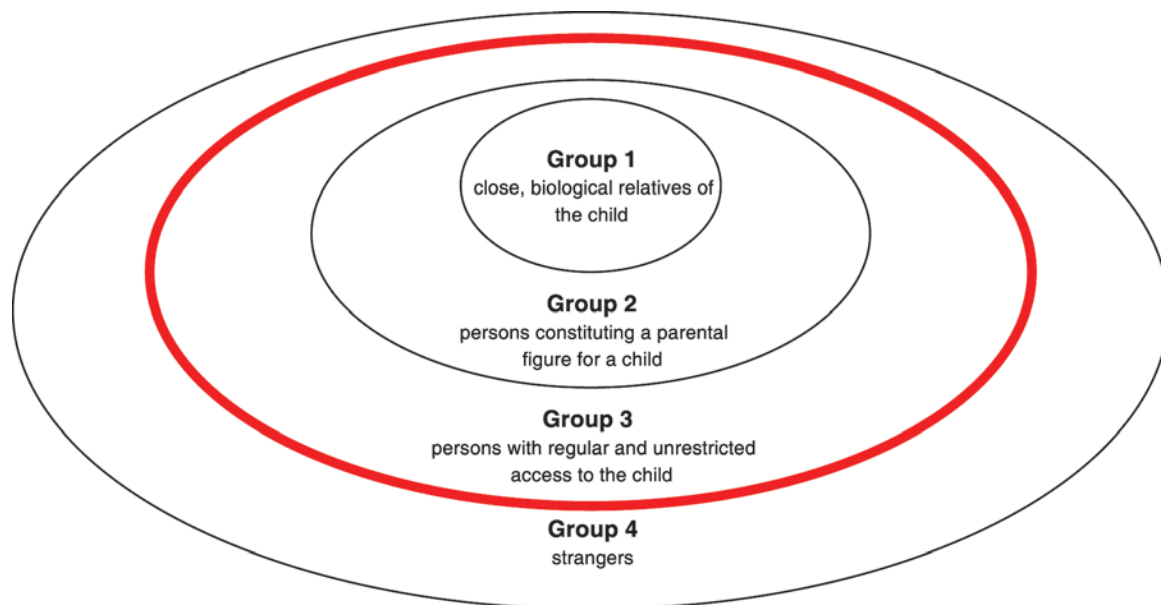 Group 1
close, biological relatives of
the child
Group 2
persons constituting a parental
figure for a child
Group 3
persons with regular and unrestricted
access to the child
Group 4
strangers